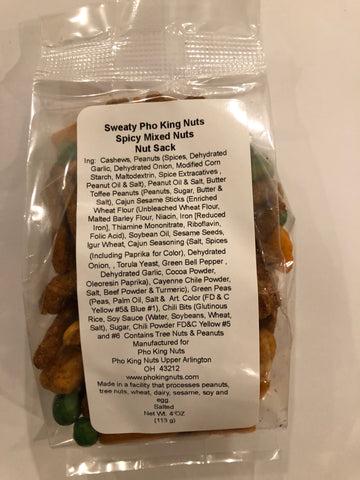 Sweaty Pho King Nuts
Spicy Mixed Nuts
Nut Sack
Ing: Cashews, Peanuts (Spices, Dehydrated
Garlic, Dehydrated Onion, Modified Corn
Starch, Maltodextrin, Spice Extracatives ,
Peanut Oil & Salt), Peanut Oil & Salt, Butter
Toffee Peanuts (Peanuts, Sugar, Butter &
Salt), Cajun Sesame Sticks (Enriched
Wheat Flour (Unbleached Wheat Flour,
Malted Barley Flour, Niacin, Iron [Reduced
Iron], Thiamine Mononitrate, Riboflavin,
Folic Acid), Soybean Oil, Sesame Seeds,
lgur Wheat, Cajun Seasoning (Salt, Spices
(Including Paprika for Color), Dehydrated
Onion, , Torula Yeast, Green Bell Pepper ,
Dehydrated Garlic, Cocoa Powder,
Oleoresin Paprika), Cayenne Chile Powder,
Salt, Beef Powder & Turmeric), Green Peas
(Peas, Palm Oil, Salt & Art Color (FD & C
Yellow #5& Blue #1), Chili Bits (Glutinous
Rice, Soy Sauce (Water, Soybeans, Wheat,
Salt), Sugar, Chili Powder FD&C Yellow #5
and #6 Contains Tree Nuts & Peanuts
Manufactured for
Pho King Nuts
Pho King Nuts Upper Arlington
OH 43212
www.phokingnuts.com
Made in a facility that processes peanuts,
tree nuts, wheat, dairy, sesame, soy and
egg.
Salted
Net Wt. 4 OZ
(113 g)